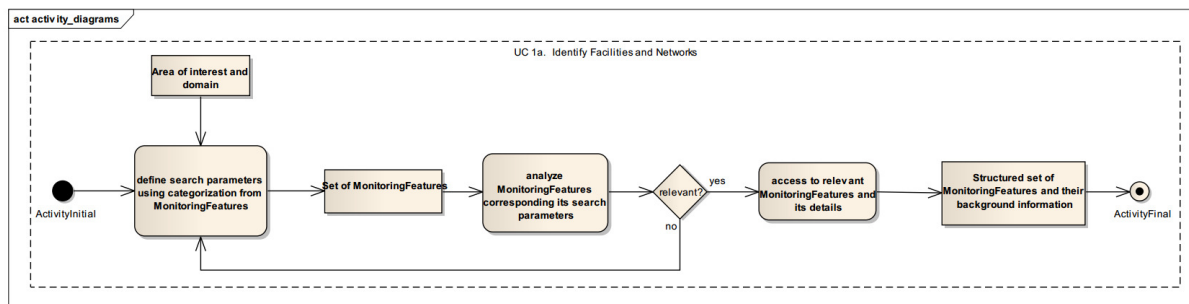 act activity_diagrams
UC 1a.  Identify Facilities and Networks
Area of interest and
domain
ActivityInitial
define search parameters
using categorization from
MonitoringFeatures
Set of MonitoringFeatures
analyze
MonitoringFeatures
corresponding its search
parameters
relevant?
yes
no
access to relevant
MonitoringFeatures and
its details
Structured set of
MonitoringFeatures and their
background information
ActivityFinal